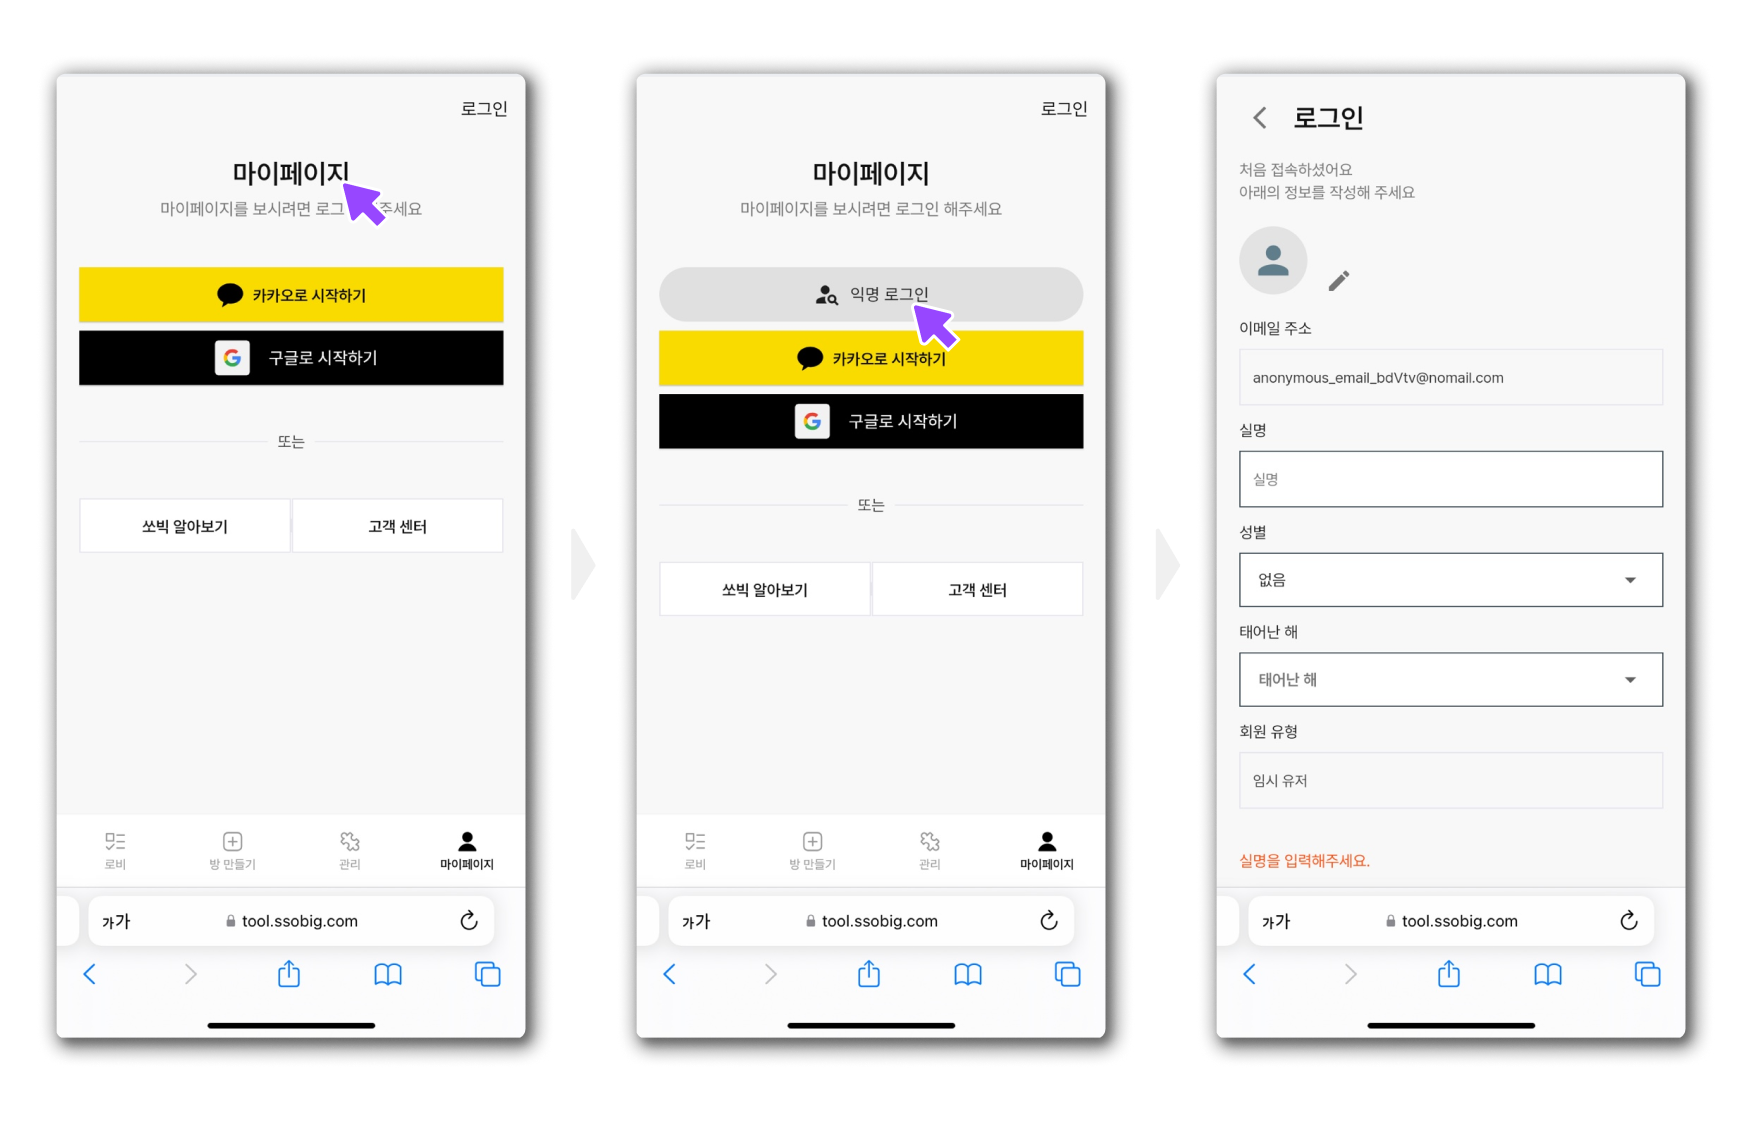 로그인
마이페이지
마이페이지를 보시려면 로그 주세요
카카오로 시작하기
구글로 시작하기
또는
쏘빅 알아보기
고객 센터
로비
방 만들기
관리
마이페이지
가가
tool.ssobig.com
로그인
마이페이지
마이페이지를 보시려면 로그인 해주세요
익명 로그인
카카오로 시작하기
구글로 시작하기
또는
쏘빅 알아보기
고객 센터
로비
방 만들기
관리
마이페이지
가가
tool.ssobig.com
로그인
처음 접속하셨어요
아래의 정보를 작성해 주세요
이메일 주소
anonymous_email_bdVtv@nomail.com
실명
실명
성별
없음
태어난 해
태어난 해
회원 유형
임시 유저
실명을 입력해주세요.
가가
tool.ssobig.com